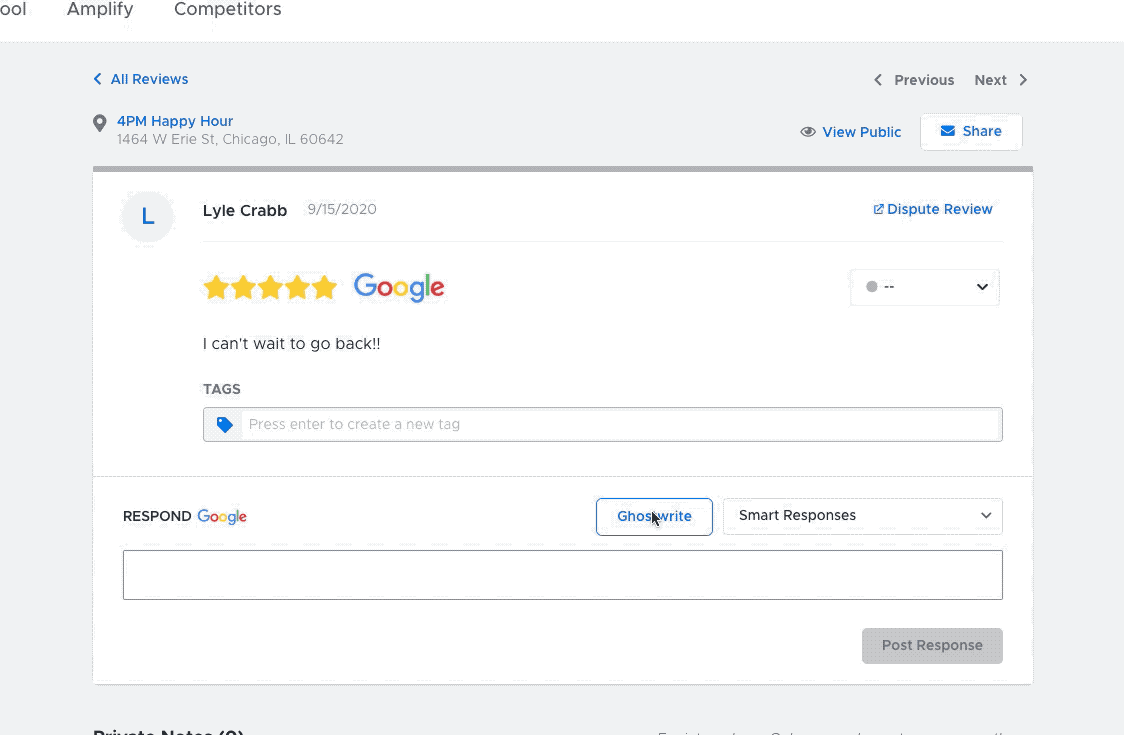 ool Amplify Competitors
All Reviews Previous Next
4PM Happy Hour
1464 W Erie St, Chicago, IL 60642
View Public Share
L Lyle Crabb 9/15/2020 Dispute Review
Google --
I can't wait to go back!!
TAGS
Press enter to create a new tag
RESPOND Google Ghostwrite Smart Responses
Post Response
Private Notes (0)